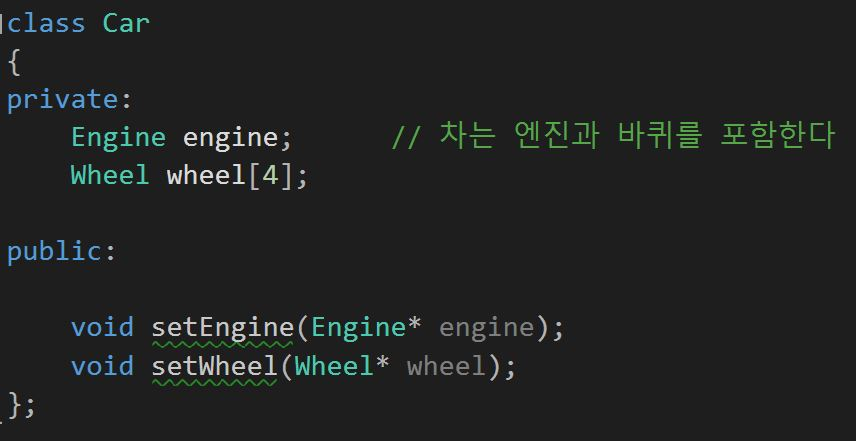 class Car
{
private:
    Engine engine;      // 차는 엔진과 바퀴를 포함한다
    Wheel wheel[4];

public:

    void setEngine(Engine* engine);
    void setWheel(Wheel* wheel);
};